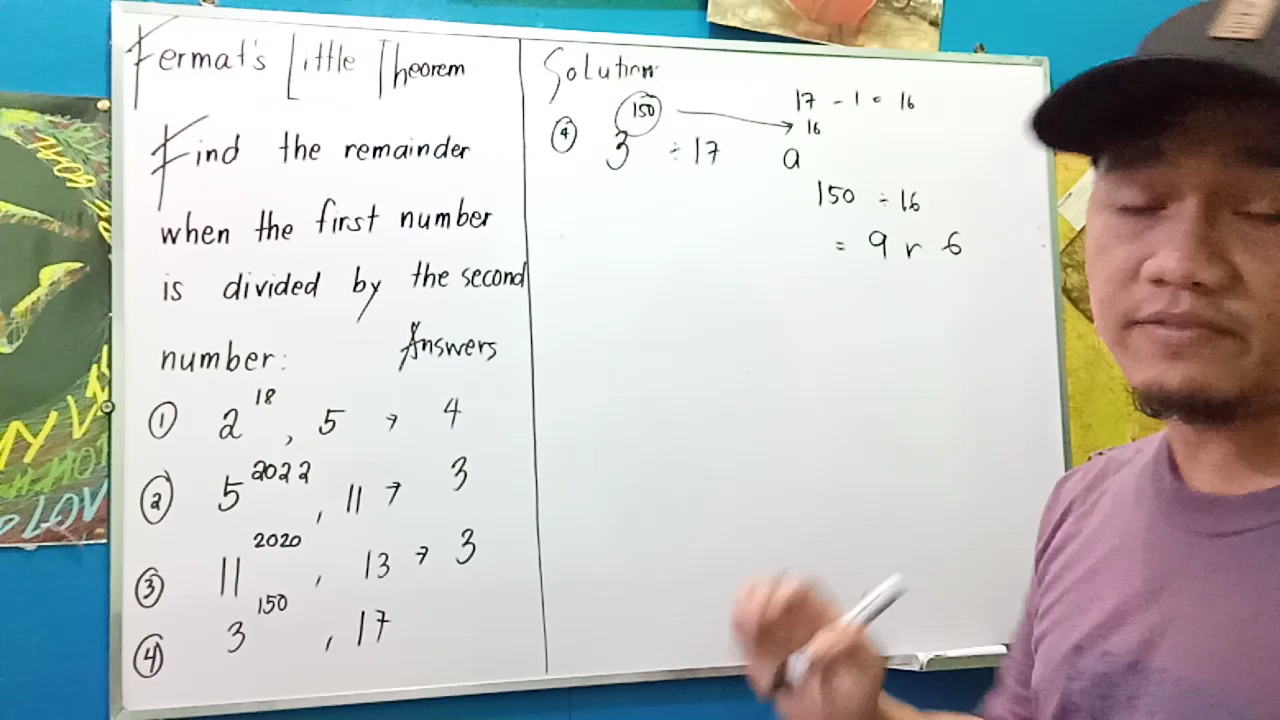 Fermat's Little Theorem
Find the remainder
when the first number
is divided by the second
number: Answers
① 2^18 , 5 → 4
② 5^2022 , 11 → 3
③ 11^2020 , 13 → 3
④ 3^150 , 17
Solution
17 - 1 = 16
④ 3^150 ÷ 17 → a^16
150 ÷ 16
= 9 r 6